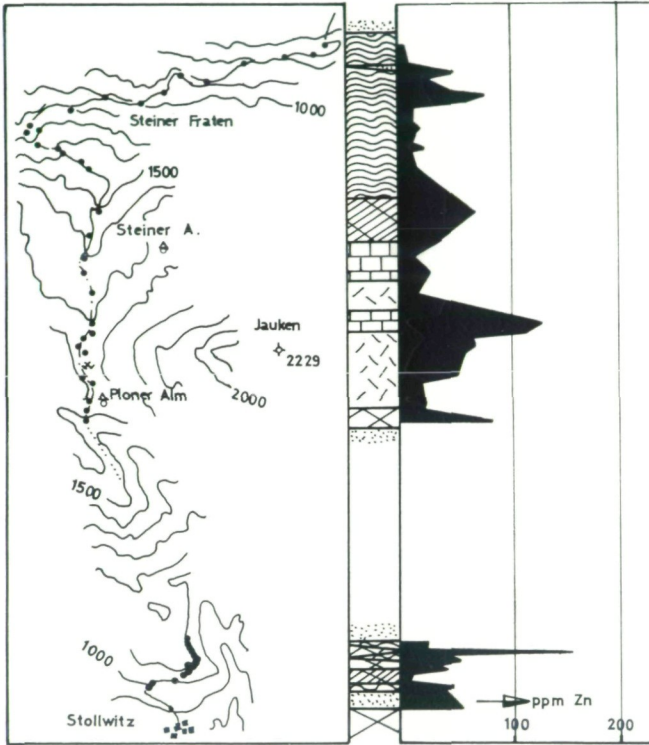 1000
Steiner Fraten
1500
Steiner A.
Jauken
2229
2000
Ploner Alm
1500
1000
Stollwitz
ppm Zn
100
200